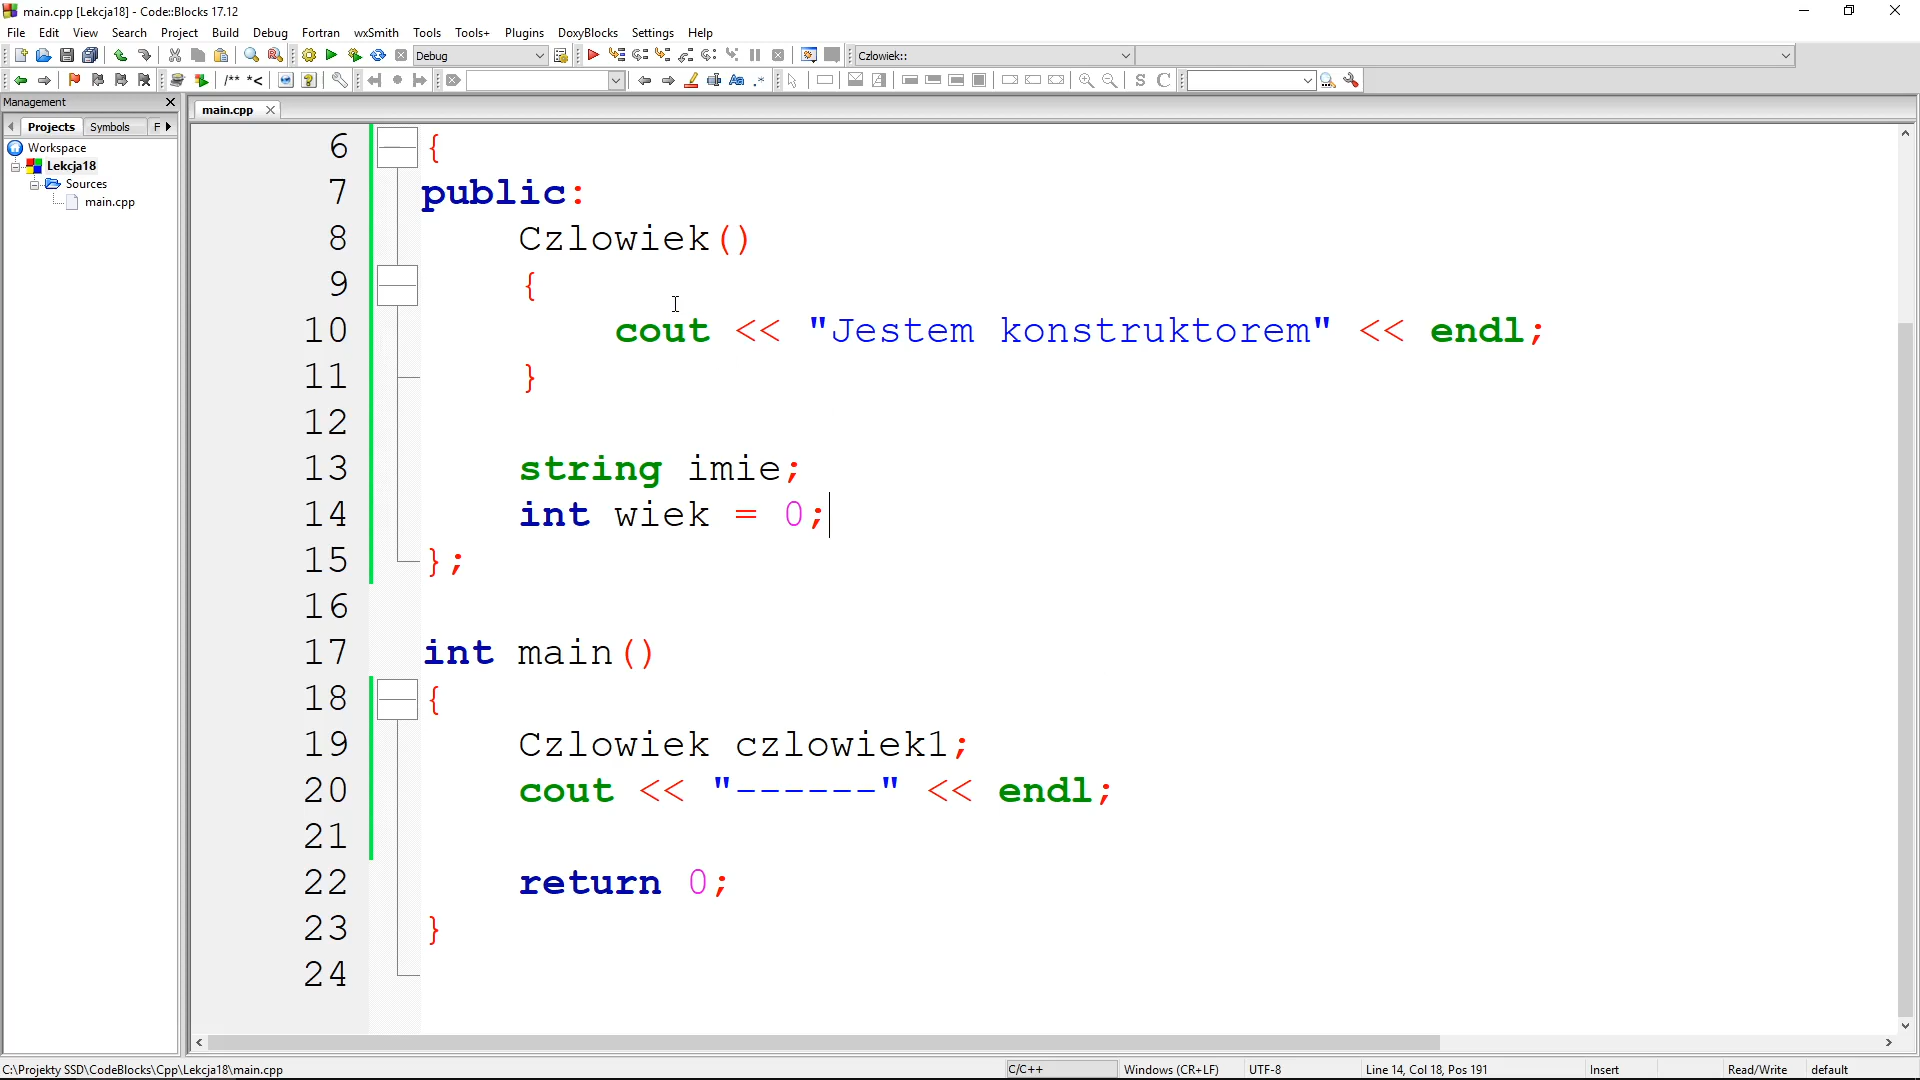 main.cpp [Lekcja18] - Code::Blocks 17.12
File Edit View Search Project Build Debug Fortran wxSmith Tools Tools+ Plugins DoxyBlocks Settings Help
Debug
Czlowiek::
/** *<
Aa .*
S C
Management
main.cpp
Projects Symbols F
Workspace
Lekcja18
Sources
main.cpp
6 {
7 public:
8 Czlowiek()
9 {
10 cout << "Jestem konstruktorem" << endl;
11 }
12
13 string imie;
14 int wiek = 0;
15 };
16
17 int main()
18 {
19 Czlowiek czlowiek1;
20 cout << "------" << endl;
21
22 return 0;
23 }
24
C:\Projekty SSD\CodeBlocks\Cpp\Lekcja18\main.cpp C/C++ Windows (CR+LF) UTF-8 Line 14, Col 18, Pos 191 Insert Read/Write default